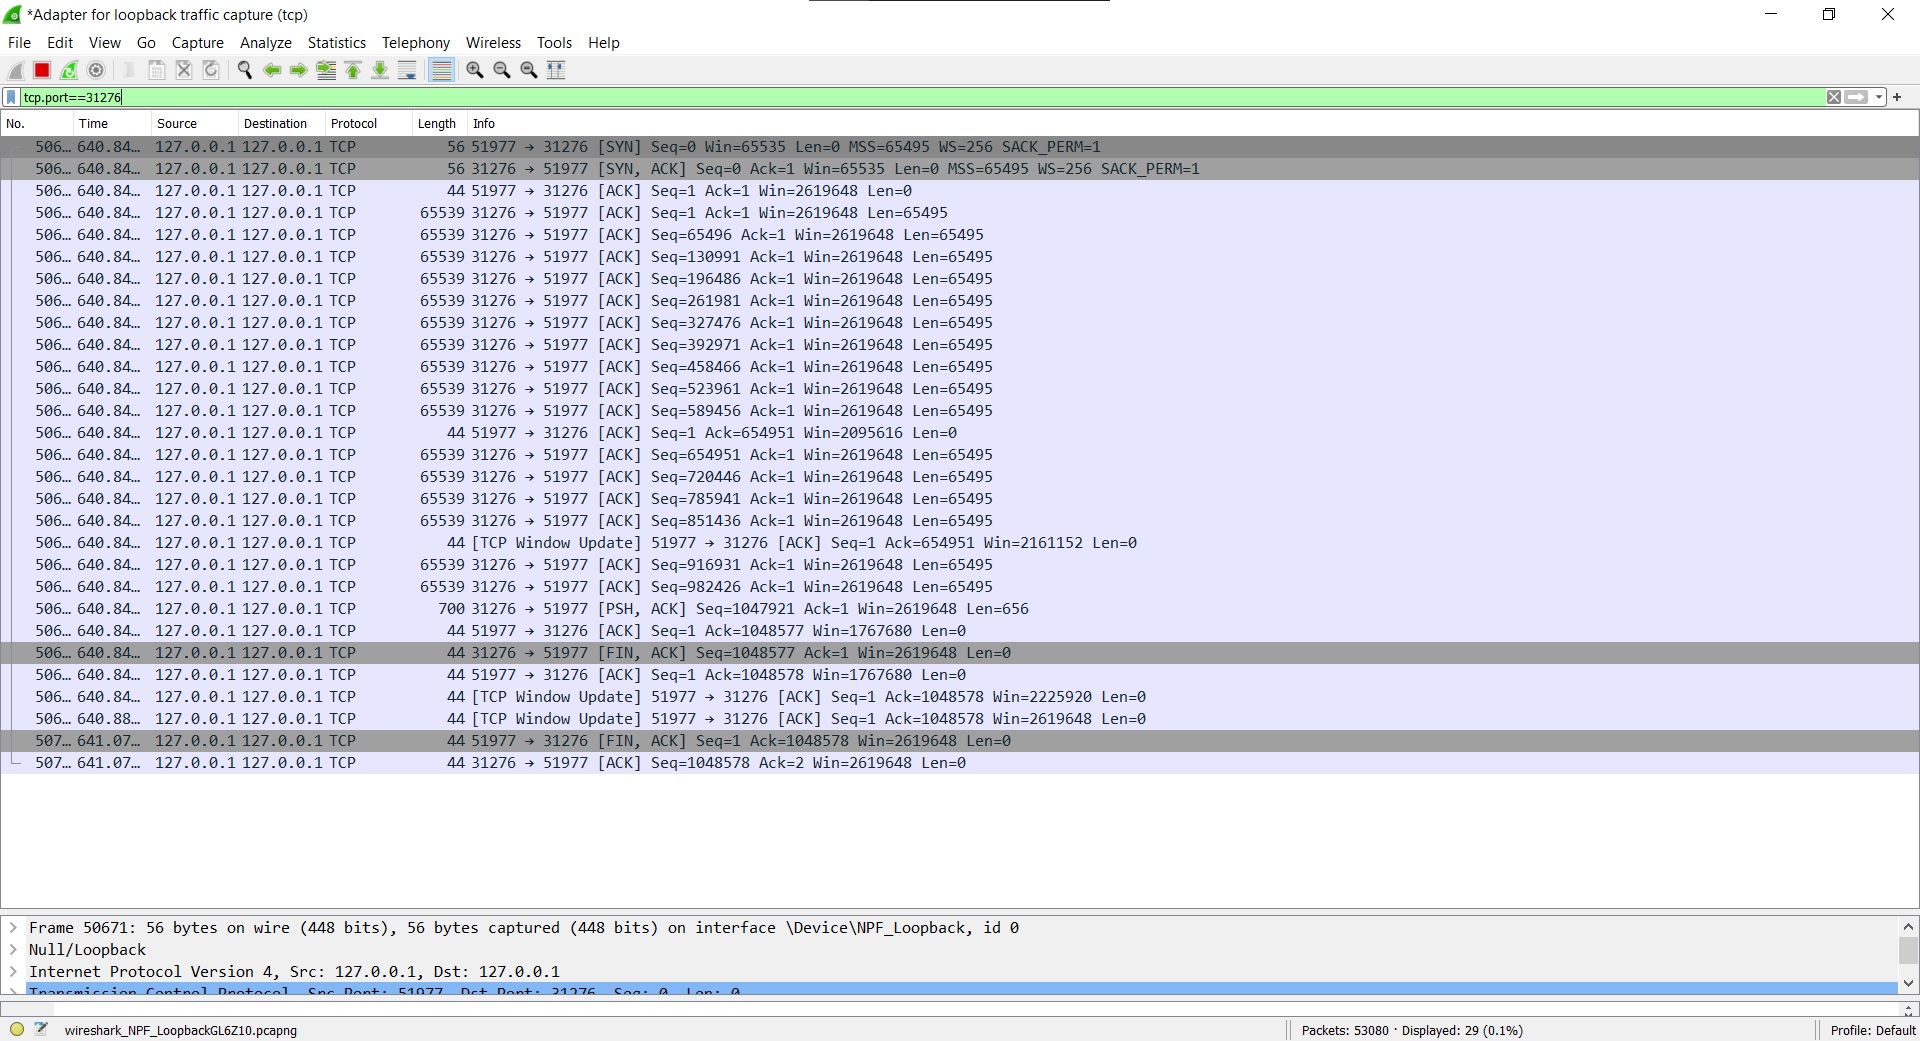 *Adapter for loopback traffic capture (tcp)
File Edit View Go Capture Analyze Statistics Telephony Wireless Tools Help
tcp.port==31276
No. Time Source Destination Protocol Length Info
506… 640.84… 127.0.0.1 127.0.0.1 TCP 56 51977 → 31276 [SYN] Seq=0 Win=65535 Len=0 MSS=65495 WS=256 SACK_PERM=1
506… 640.84… 127.0.0.1 127.0.0.1 TCP 56 31276 → 51977 [SYN, ACK] Seq=0 Ack=1 Win=65535 Len=0 MSS=65495 WS=256 SACK_PERM=1
506… 640.84… 127.0.0.1 127.0.0.1 TCP 44 51977 → 31276 [ACK] Seq=1 Ack=1 Win=2619648 Len=0
506… 640.84… 127.0.0.1 127.0.0.1 TCP 65539 31276 → 51977 [ACK] Seq=1 Ack=1 Win=2619648 Len=65495
506… 640.84… 127.0.0.1 127.0.0.1 TCP 65539 31276 → 51977 [ACK] Seq=65496 Ack=1 Win=2619648 Len=65495
506… 640.84… 127.0.0.1 127.0.0.1 TCP 65539 31276 → 51977 [ACK] Seq=130991 Ack=1 Win=2619648 Len=65495
506… 640.84… 127.0.0.1 127.0.0.1 TCP 65539 31276 → 51977 [ACK] Seq=196486 Ack=1 Win=2619648 Len=65495
506… 640.84… 127.0.0.1 127.0.0.1 TCP 65539 31276 → 51977 [ACK] Seq=261981 Ack=1 Win=2619648 Len=65495
506… 640.84… 127.0.0.1 127.0.0.1 TCP 65539 31276 → 51977 [ACK] Seq=327476 Ack=1 Win=2619648 Len=65495
506… 640.84… 127.0.0.1 127.0.0.1 TCP 65539 31276 → 51977 [ACK] Seq=392971 Ack=1 Win=2619648 Len=65495
506… 640.84… 127.0.0.1 127.0.0.1 TCP 65539 31276 → 51977 [ACK] Seq=458466 Ack=1 Win=2619648 Len=65495
506… 640.84… 127.0.0.1 127.0.0.1 TCP 65539 31276 → 51977 [ACK] Seq=523961 Ack=1 Win=2619648 Len=65495
506… 640.84… 127.0.0.1 127.0.0.1 TCP 65539 31276 → 51977 [ACK] Seq=589456 Ack=1 Win=2619648 Len=65495
506… 640.84… 127.0.0.1 127.0.0.1 TCP 44 51977 → 31276 [ACK] Seq=1 Ack=654951 Win=2095616 Len=0
506… 640.84… 127.0.0.1 127.0.0.1 TCP 65539 31276 → 51977 [ACK] Seq=654951 Ack=1 Win=2619648 Len=65495
506… 640.84… 127.0.0.1 127.0.0.1 TCP 65539 31276 → 51977 [ACK] Seq=720446 Ack=1 Win=2619648 Len=65495
506… 640.84… 127.0.0.1 127.0.0.1 TCP 65539 31276 → 51977 [ACK] Seq=785941 Ack=1 Win=2619648 Len=65495
506… 640.84… 127.0.0.1 127.0.0.1 TCP 65539 31276 → 51977 [ACK] Seq=851436 Ack=1 Win=2619648 Len=65495
506… 640.84… 127.0.0.1 127.0.0.1 TCP 44 [TCP Window Update] 51977 → 31276 [ACK] Seq=1 Ack=654951 Win=2161152 Len=0
506… 640.84… 127.0.0.1 127.0.0.1 TCP 65539 31276 → 51977 [ACK] Seq=916931 Ack=1 Win=2619648 Len=65495
506… 640.84… 127.0.0.1 127.0.0.1 TCP 65539 31276 → 51977 [ACK] Seq=982426 Ack=1 Win=2619648 Len=65495
506… 640.84… 127.0.0.1 127.0.0.1 TCP 700 31276 → 51977 [PSH, ACK] Seq=1047921 Ack=1 Win=2619648 Len=656
506… 640.84… 127.0.0.1 127.0.0.1 TCP 44 51977 → 31276 [ACK] Seq=1 Ack=1048577 Win=1767680 Len=0
506… 640.84… 127.0.0.1 127.0.0.1 TCP 44 31276 → 51977 [FIN, ACK] Seq=1048577 Ack=1 Win=2619648 Len=0
506… 640.84… 127.0.0.1 127.0.0.1 TCP 44 51977 → 31276 [ACK] Seq=1 Ack=1048578 Win=1767680 Len=0
506… 640.84… 127.0.0.1 127.0.0.1 TCP 44 [TCP Window Update] 51977 → 31276 [ACK] Seq=1 Ack=1048578 Win=2225920 Len=0
506… 640.88… 127.0.0.1 127.0.0.1 TCP 44 [TCP Window Update] 51977 → 31276 [ACK] Seq=1 Ack=1048578 Win=2619648 Len=0
507… 641.07… 127.0.0.1 127.0.0.1 TCP 44 51977 → 31276 [FIN, ACK] Seq=1 Ack=1048578 Win=2619648 Len=0
507… 641.07… 127.0.0.1 127.0.0.1 TCP 44 31276 → 51977 [ACK] Seq=1048578 Ack=2 Win=2619648 Len=0
Frame 50671: 56 bytes on wire (448 bits), 56 bytes captured (448 bits) on interface \Device\NPF_Loopback, id 0
Null/Loopback
Internet Protocol Version 4, Src: 127.0.0.1, Dst: 127.0.0.1
Transmission Control Protocol, Src Port: 51977, Dst Port: 31276, Seq: 0, Len: 0
wireshark_NPF_LoopbackGL6Z10.pcapng Packets: 53080 · Displayed: 29 (0.1%) Profile: Default